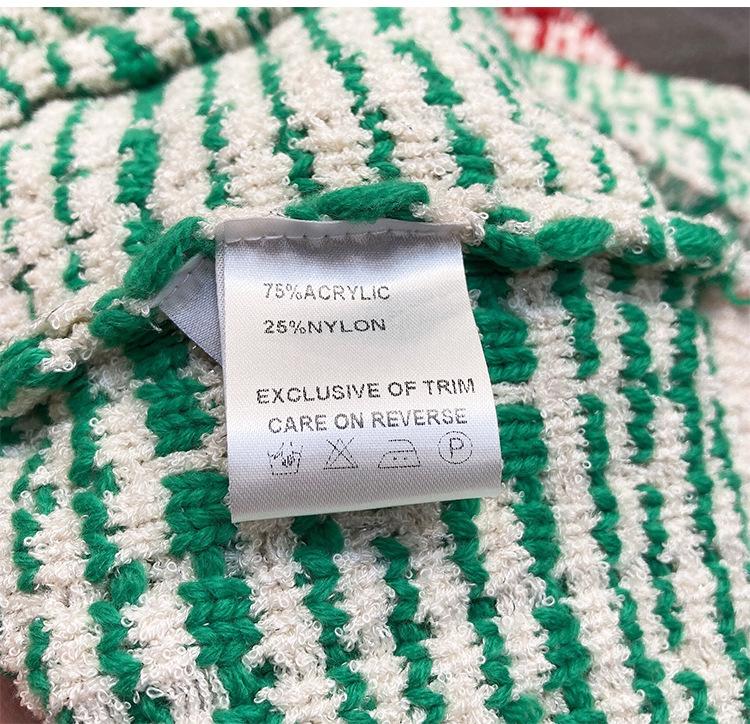 75%ACRYLIC
25%NYLON
EXCLUSIVE OF TRIM
CARE ON REVERSE
P